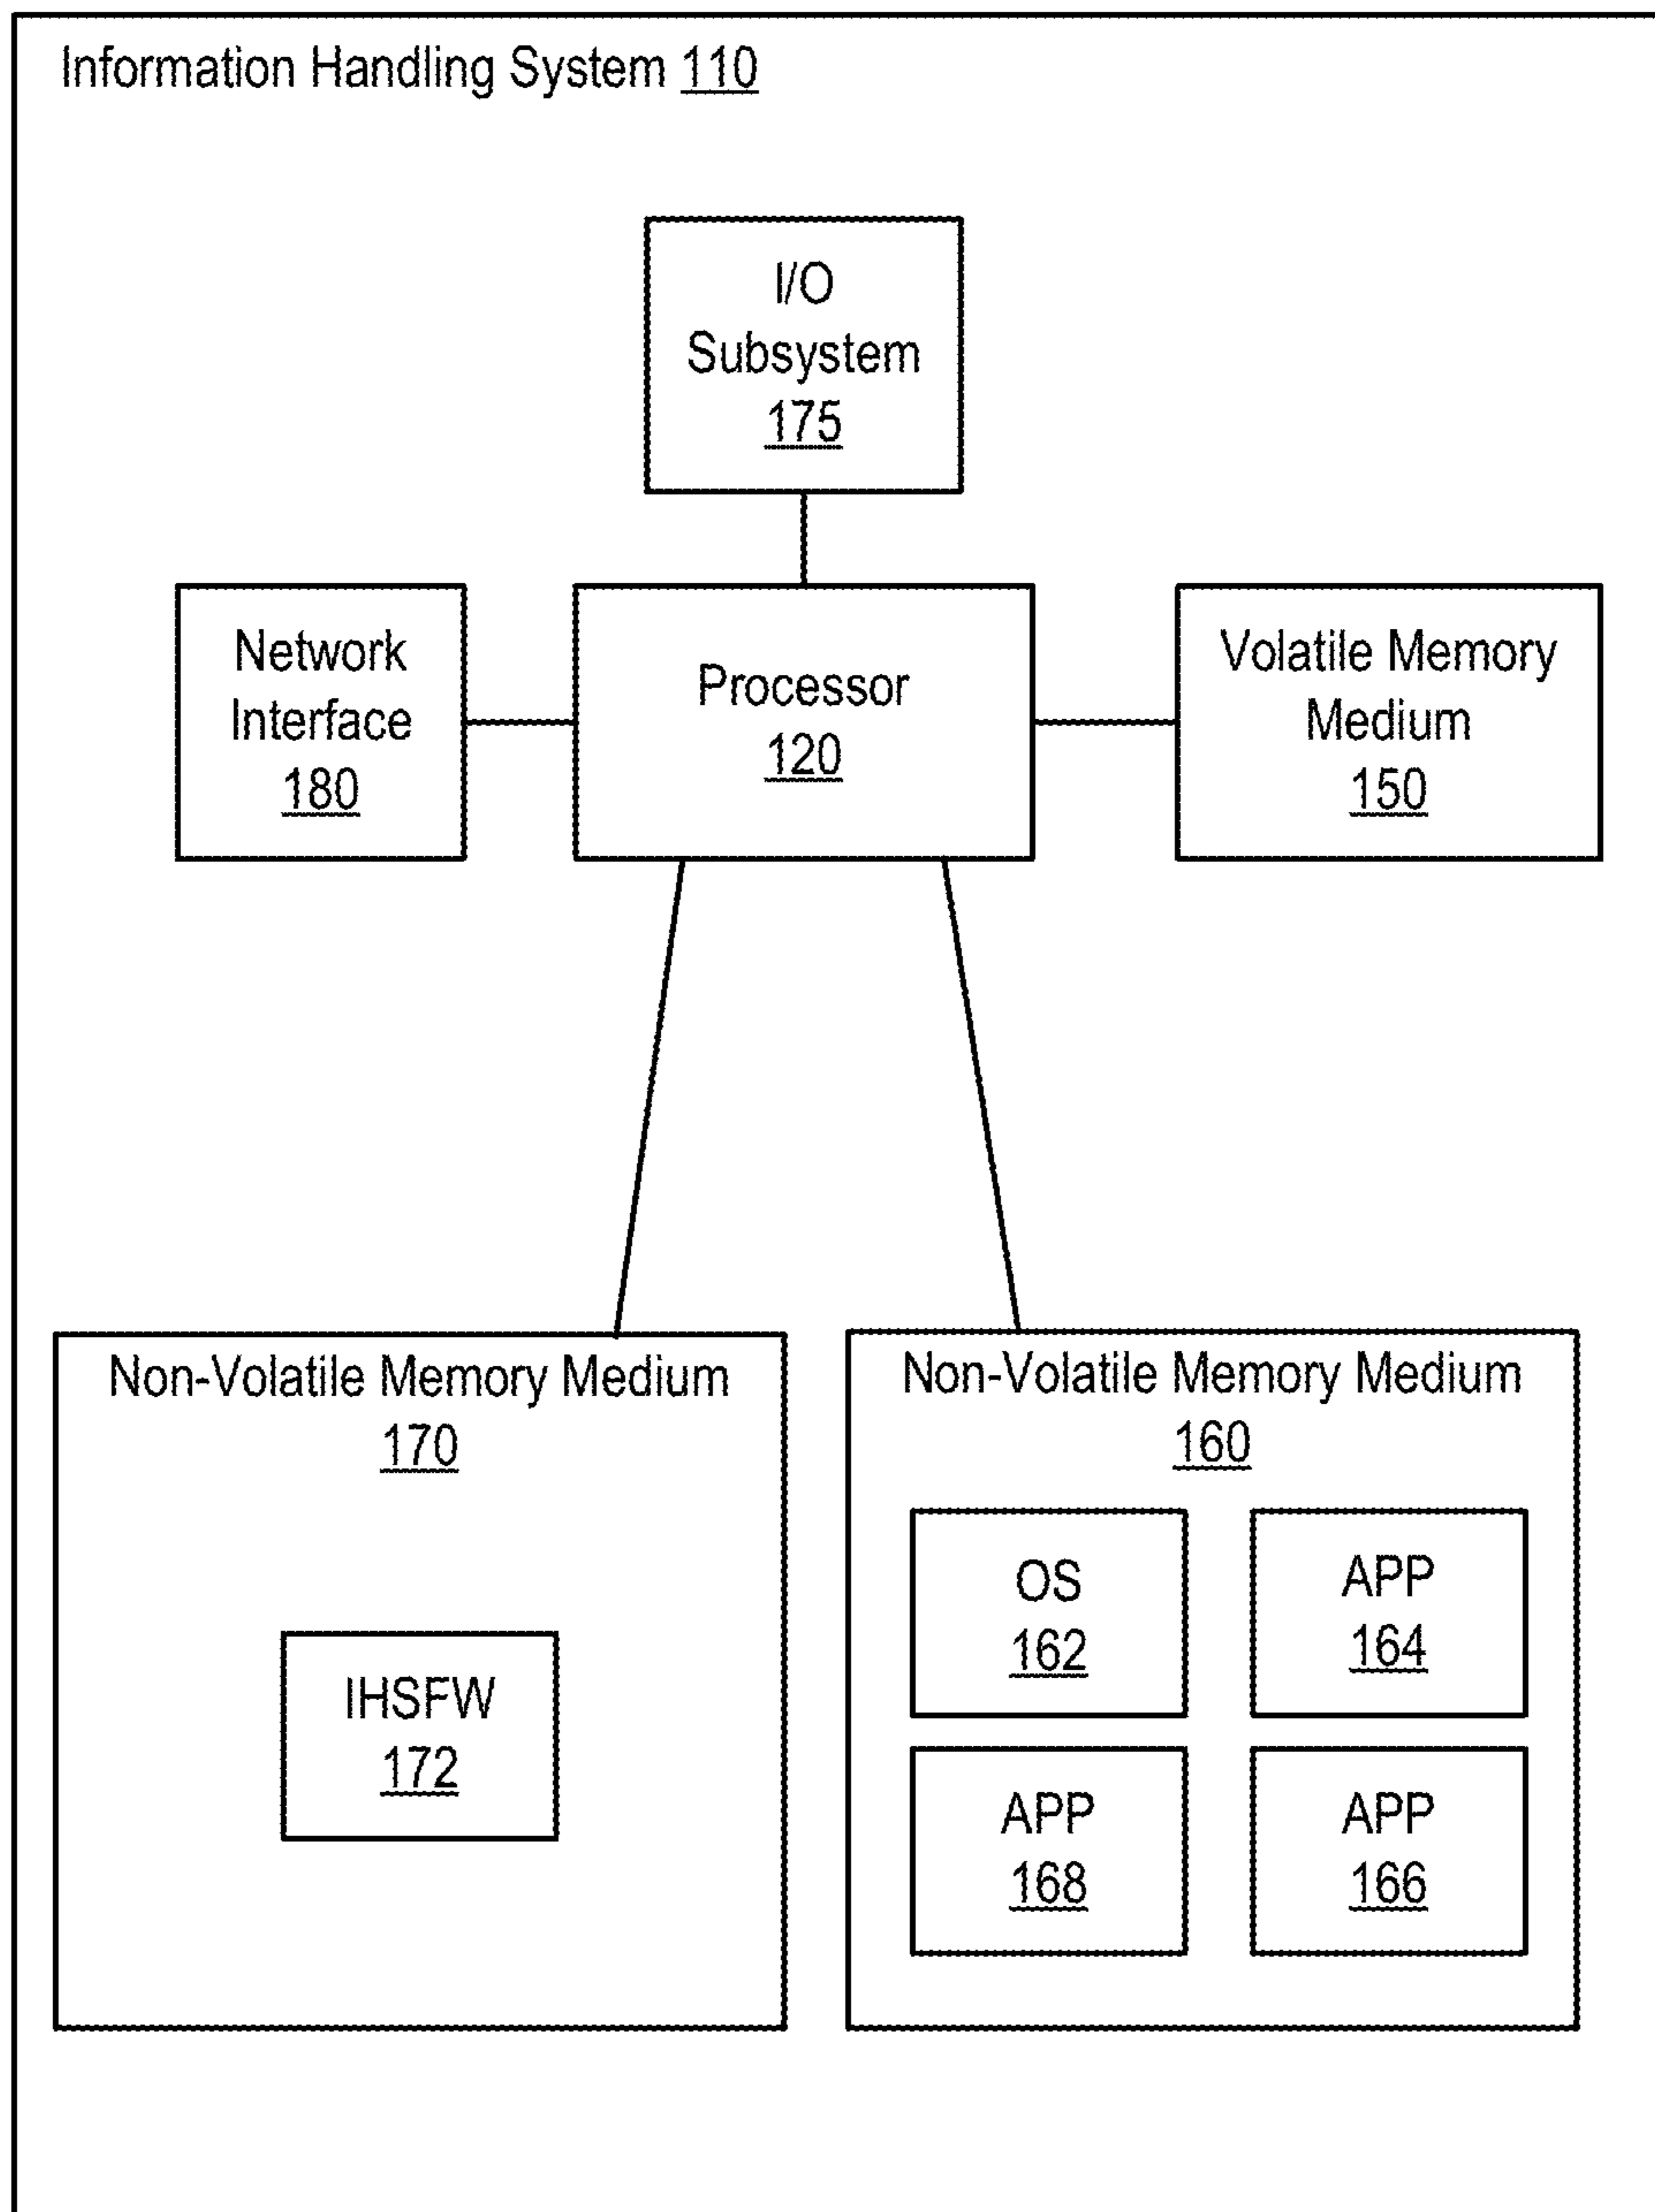 Information Handling System 110
I/O
Subsystem
175
Network
Interface
180
Processor
120
Volatile Memory
Medium
150
Non-Volatile Memory Medium
170
IHSFW
172
Non-Volatile Memory Medium
160
OS
162
APP
164
APP
168
APP
166